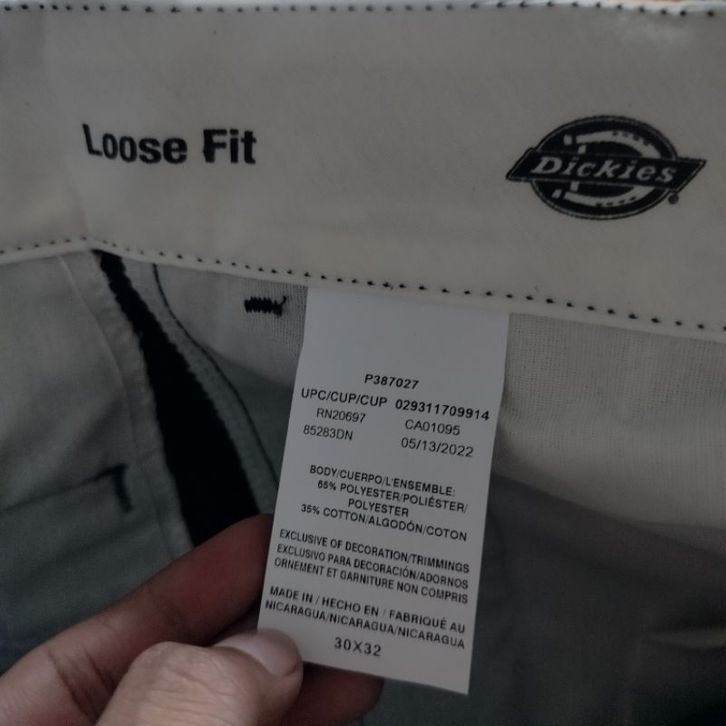 Loose Fit
Dickies
®
P387027
UPC/CUP/CUP 029311709914
RN20697 CA01095
85283DN 05/13/2022
BODY/CUERPO/L'ENSEMBLE:
65% POLYESTER/POLIÉSTER/
POLYESTER
35% COTTON/ALGODÓN/COTON
EXCLUSIVE OF DECORATION/TRIMMINGS
EXCLUSIVO PARA DECORACIÓN/ADORNOS
ORNEMENT ET GARNITURE NON COMPRIS
MADE IN / HECHO EN / FABRIQUÉ AU
NICARAGUA/NICARAGUA/NICARAGUA
30X32